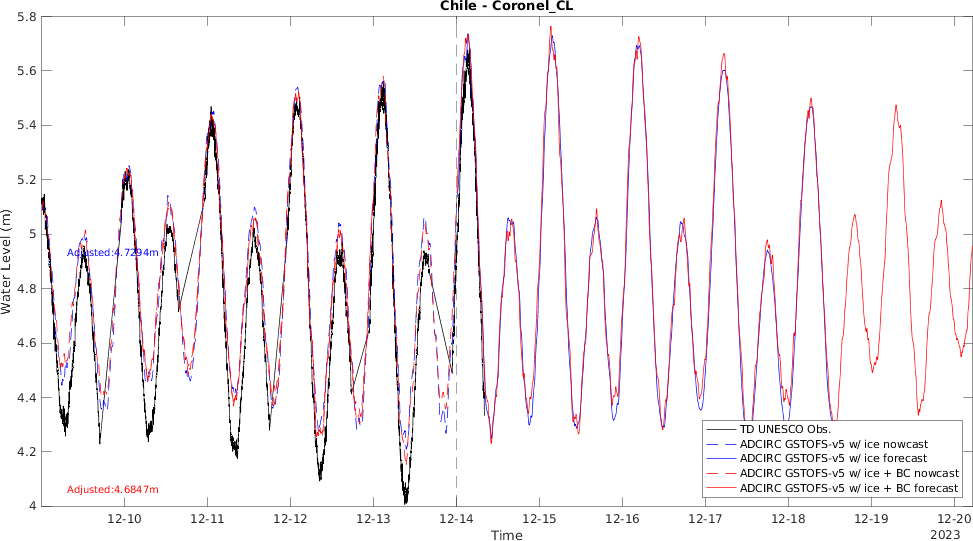 Chile - Coronel_CL
Water Level (m)
5.8
5.6
5.4
5.2
5
4.8
4.6
4.4
4.2
4
Adjusted:4.7294m
Adjusted:4.6847m
TD UNESCO Obs.
ADCIRC GSTOFS-v5 w/ ice nowcast
ADCIRC GSTOFS-v5 w/ ice forecast
ADCIRC GSTOFS-v5 w/ ice + BC nowcast
ADCIRC GSTOFS-v5 w/ ice + BC forecast
12-10 12-11 12-12 12-13 12-14 12-15 12-16 12-17 12-18 12-19 12-20
2023
Time